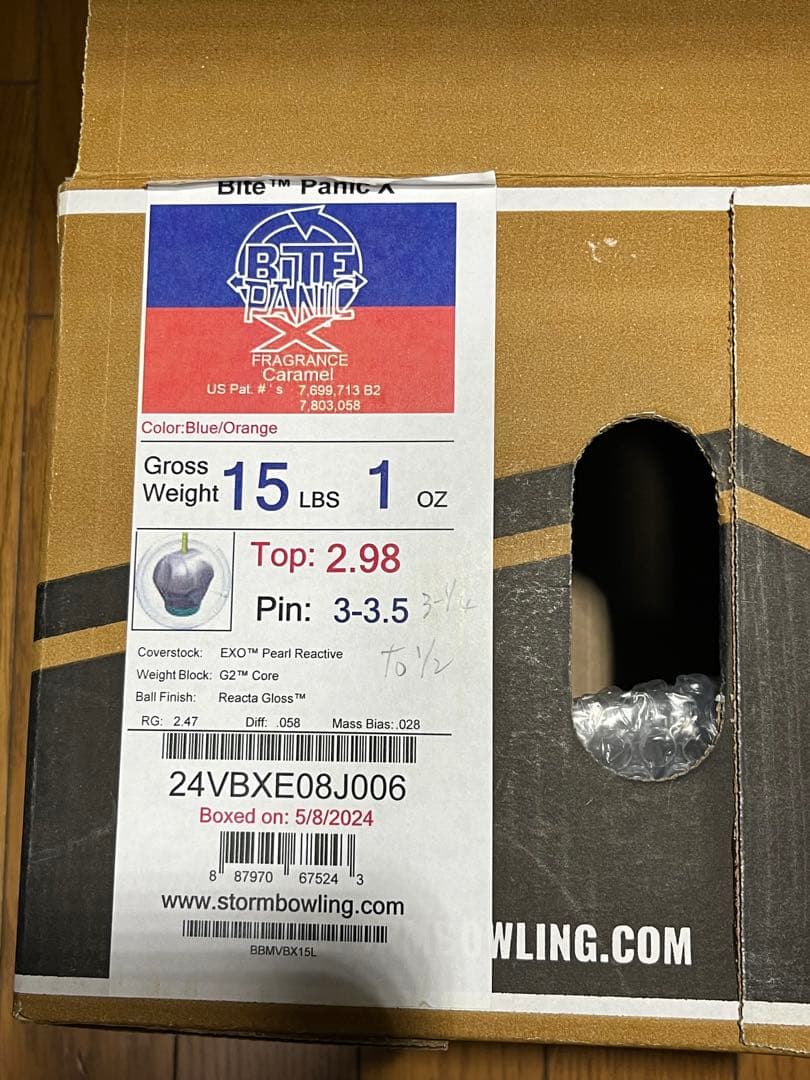 Bite™ Panic X
BiTE
PANIC
X
FRAGRANCE
Caramel
US Pat. #'s 7,699,713 B2
7,803,058
Color:Blue/Orange
Gross
Weight 15 LBS 1 OZ
Top: 2.98
Pin: 3-3.5 3-1/4
To 1/2
Coverstock: EXO™ Pearl Reactive
Weight Block: G2™ Core
Ball Finish: Reacta Gloss™
RG: 2.47 Diff: .058 Mass Bias:.028
24VBXE08J006
Boxed on: 5/8/2024
8 87970 67524 3
www.stormbowling.com
BBMVBX15L
WLING.COM